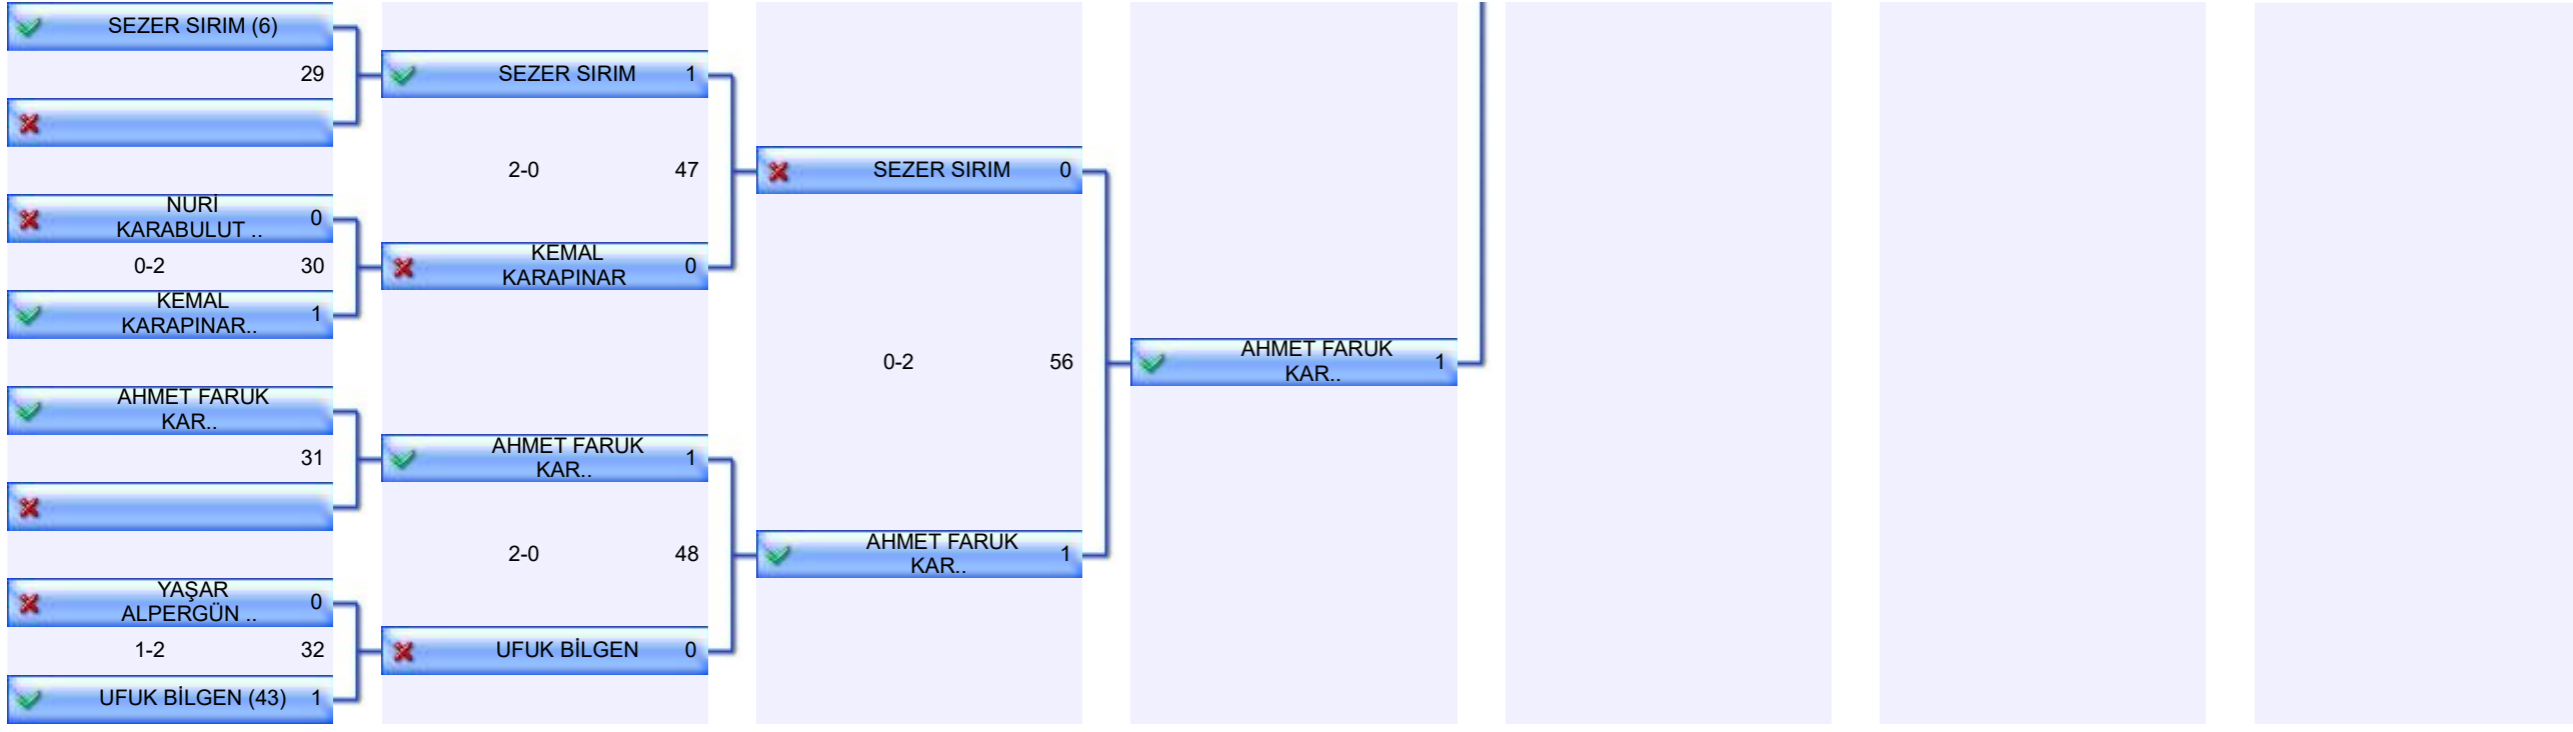 SEZER SIRIM (6)
29
NURİ
KARABULUT ..
0
0-2
30
KEMAL
KARAPINAR..
1
AHMET FARUK
KAR..
31
YAŞAR
ALPERGÜN ..
0
1-2
32
UFUK BİLGEN (43)
1
SEZER SIRIM
1
2-0
47
KEMAL
KARAPINAR
0
AHMET FARUK
KAR..
1
2-0
48
UFUK BİLGEN
0
SEZER SIRIM
0
0-2
56
AHMET FARUK
KAR..
1
AHMET FARUK
KAR..
1